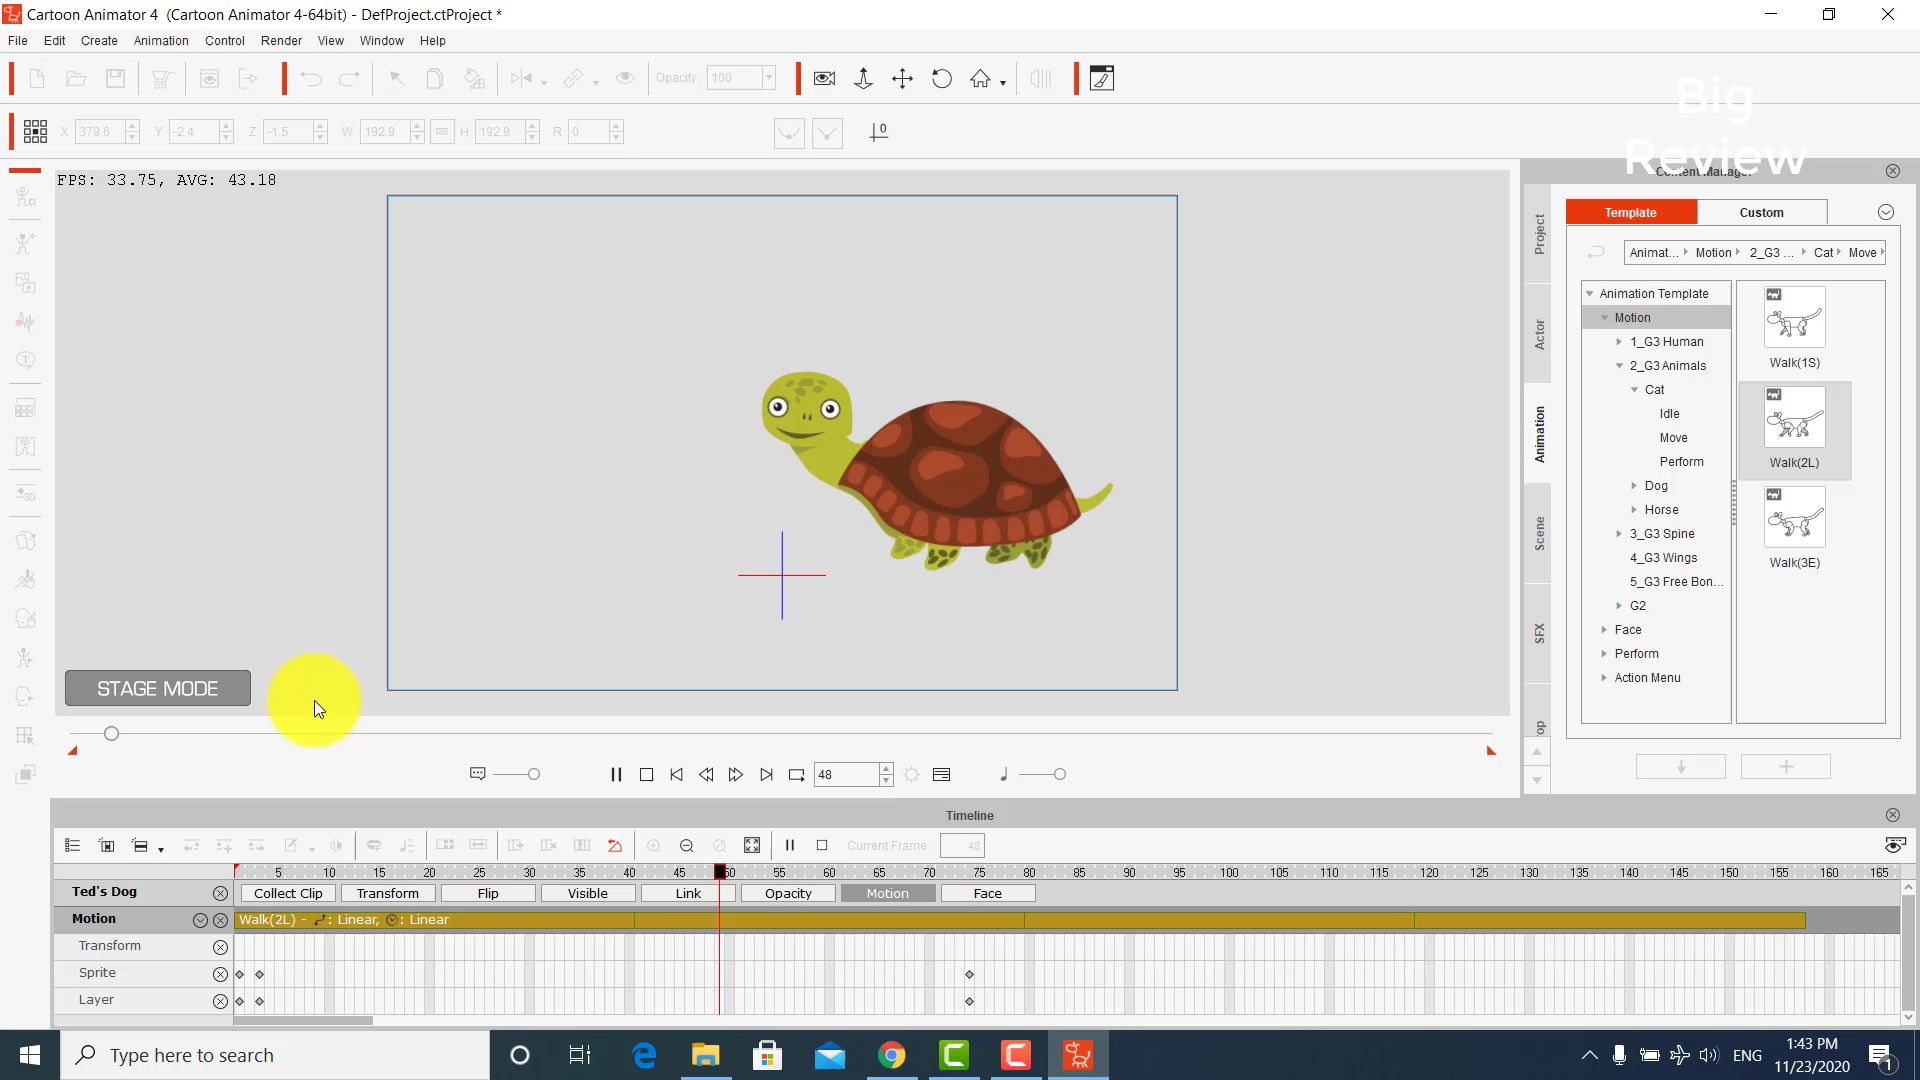 Cartoon Animator 4 (Cartoon Animator 4-64bit) - DefProject.ctProject *
File Edit Create Animation Control Render View Window Help
Opacity: 100
Big
Review
X 379.6 Y -2.4 Z -1.5 W 192.9 H 192.9 R 0
0
FPS: 33.75, AVG: 43.18
Content Manager
Template Custom
Animat... Motion 2_G3 ... Cat Move
Project
Actor
Animation
Scene
SFX
Animation Template
Motion
1_G3 Human
2_G3 Animals
Cat
Idle
Move
Perform
Dog
Horse
3_G3 Spine
4_G3 Wings
5_G3 Free Bon...
G2
Face
Perform
Action Menu
Walk(1S)
Walk(2L)
Walk(3E)
STAGE MODE
3D
48
Timeline
Current Frame: 48
5 10 15 20 25 30 35 40 45 50 55 60 65 70 75 80 85 90 95 100 105 110 115 120 125 130 135 140 145 150 155 160 165
Ted's Dog Collect Clip Transform Flip Visible Link Opacity Motion Face
Motion Walk(2L) - : Linear, : Linear
Transform
Sprite
Layer
Type here to search
ENG
1:43 PM
11/23/2020
1